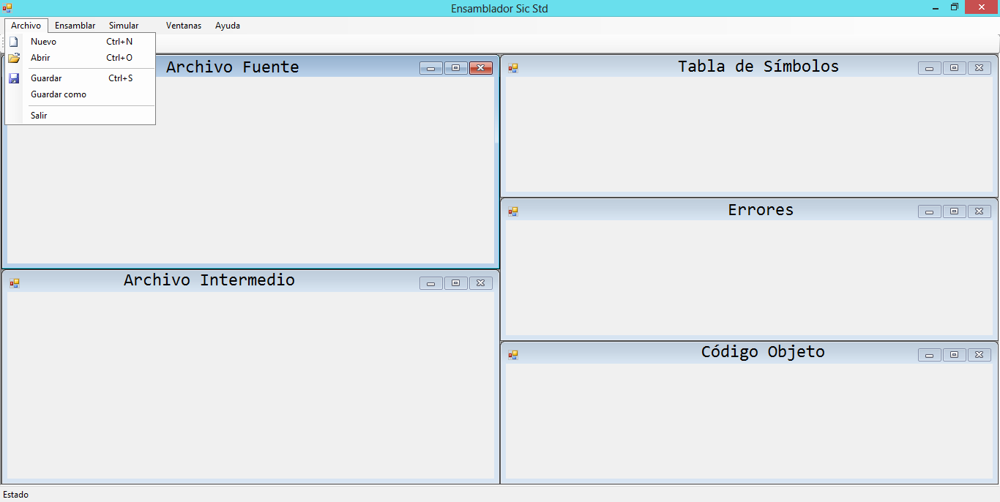 Ensamblador Sic Std
Archivo Ensamblar Simular Ventanas Ayuda
Nuevo Ctrl+N
Abrir Ctrl+O
Guardar Ctrl+S
Guardar como
Salir
Archivo Fuente
Tabla de Símbolos
Errores
Archivo Intermedio
Código Objeto
Estado